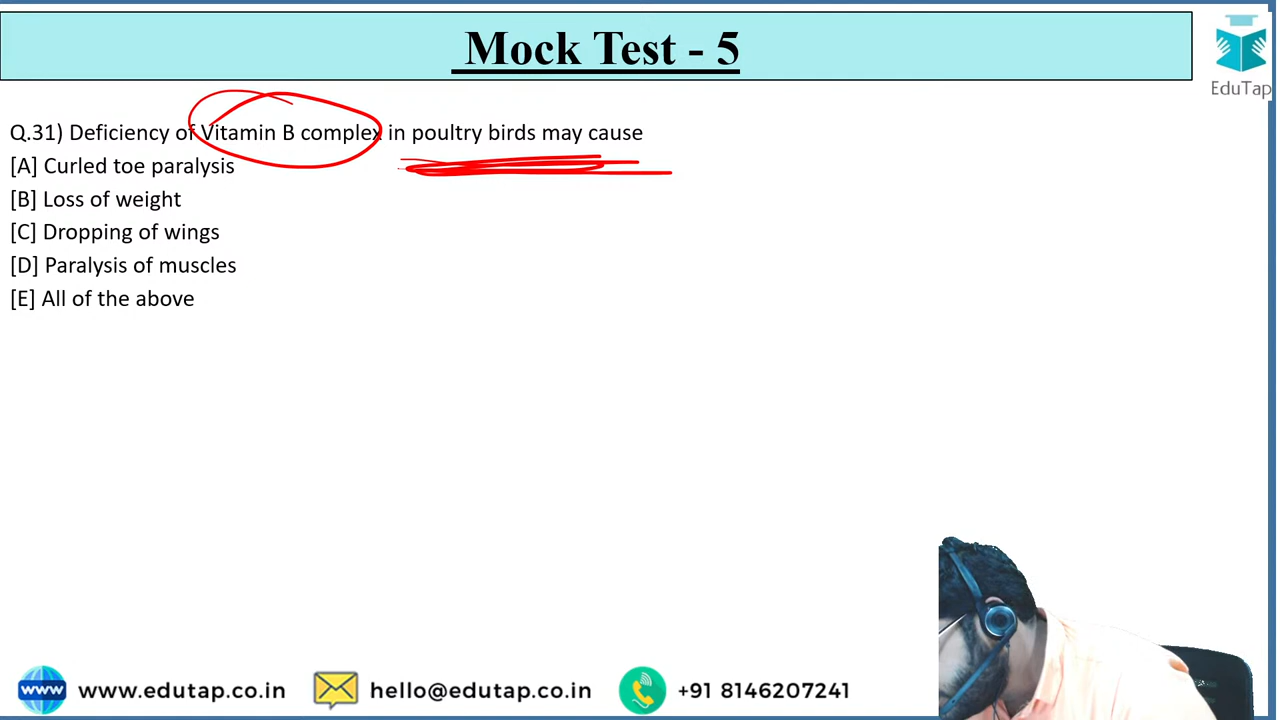 Mock Test - 5
EduTap
Q.31) Deficiency of Vitamin B complex in poultry birds may cause
[A] Curled toe paralysis
[B] Loss of weight
[C] Dropping of wings
[D] Paralysis of muscles
[E] All of the above
www www.edutap.co.in hello@edutap.co.in +91 8146207241